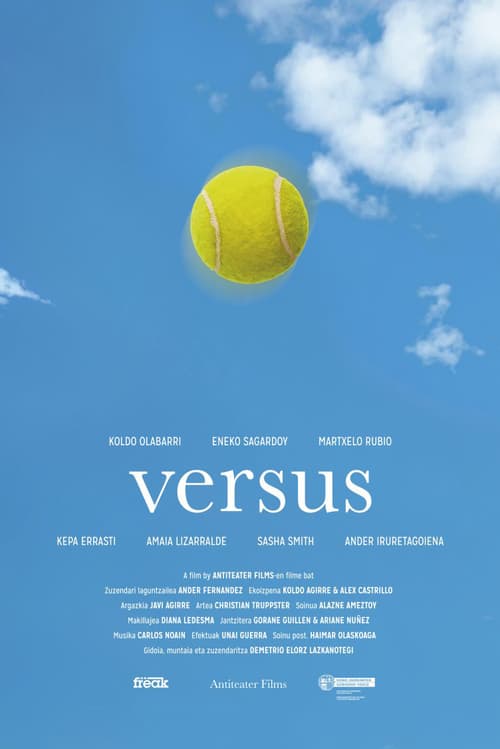 KOLDO OLABARRI ENEKO SAGARDOY MARTXELO RUBIO
versus
KEPA ERRASTI AMAIA LIZARRALDE SASHA SMITH ANDER IRURETAGOIENA
A film by ANTITEATER FILMS-en filme bat
Zuzendari laguntzailea ANDER FERNANDEZ Ekoizpena KOLDO AGIRRE & ALEX CASTRILLO
Argazkia JAVI AGIRRE Artea CHRISTIAN TRUPPSTER Soinua ALAZNE AMEZTOY
Makillajea DIANA LEDESMA Jantzitera GORANE GUILLEN & ARIANE NUÑEZ
Musika CARLOS NOAIN Efektuak UNAI GUERRA Soinu post. HAIMAR OLASKOAGA
Gidoia, muntaia eta zuzendaritza DEMETRIO ELORZ LAZKANOTEGI
freak Antiteater Films